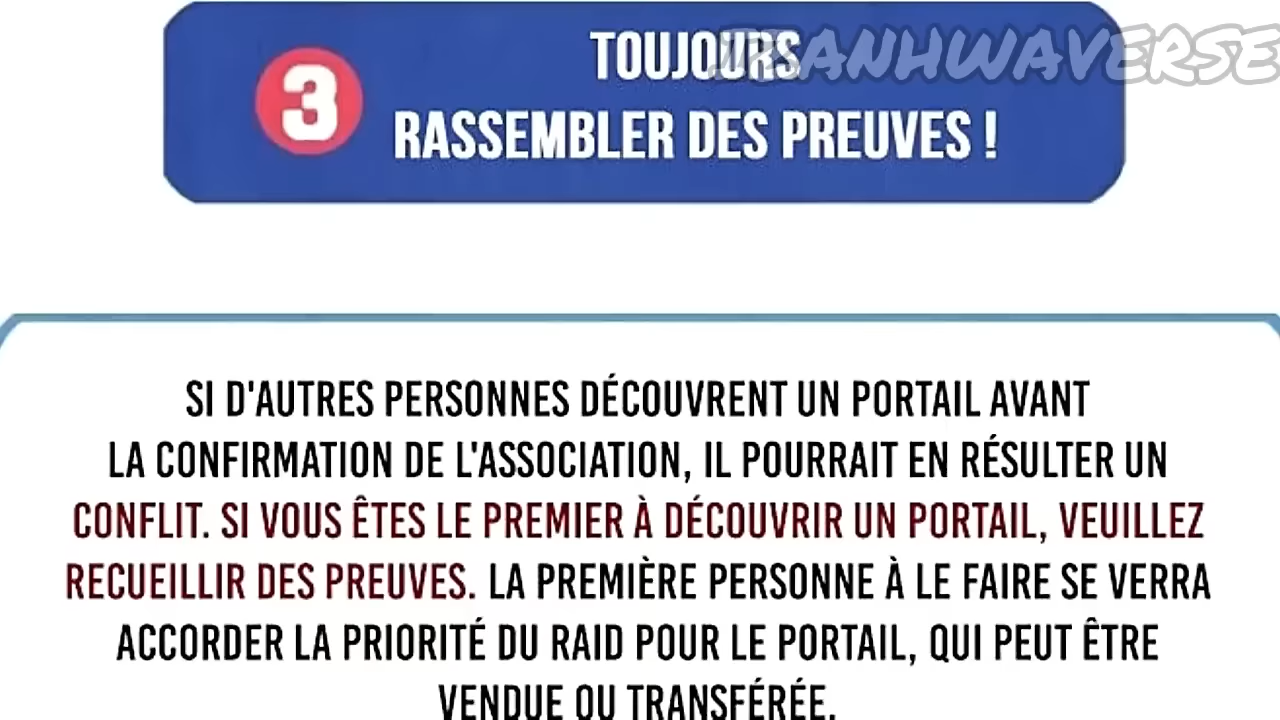 3
TOUJOURS
RASSEMBLER DES PREUVES !
MANHWAVERSE
SI D'AUTRES PERSONNES DÉCOUVRENT UN PORTAIL AVANT
LA CONFIRMATION DE L'ASSOCIATION, IL POURRAIT EN RÉSULTER UN
CONFLIT. SI VOUS ÊTES LE PREMIER À DÉCOUVRIR UN PORTAIL, VEUILLEZ
RECUEILLIR DES PREUVES. LA PREMIÈRE PERSONNE À LE FAIRE SE VERRA
ACCORDER LA PRIORITÉ DU RAID POUR LE PORTAIL, QUI PEUT ÊTRE
VENDUE OU TRANSFÉRÉE.